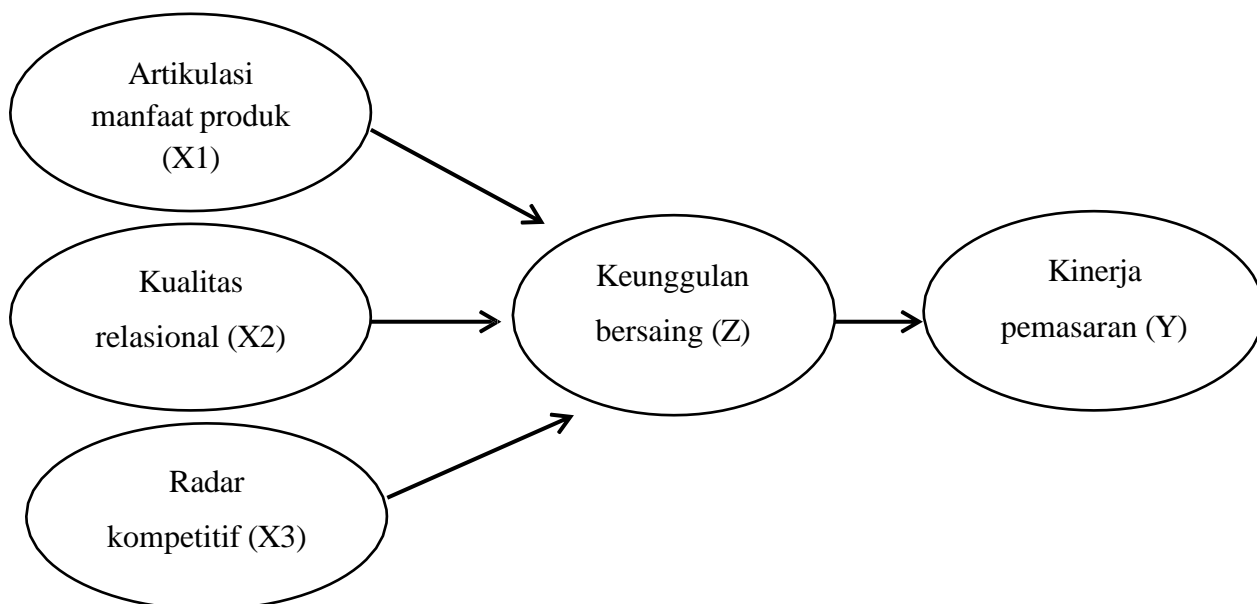 Artikulasi
manfaat produk
(X1)
Kualitas
relasional (X2)
Radar
kompetitif (X3)
Keunggulan
bersaing (Z)
Kinerja
pemasaran (Y)